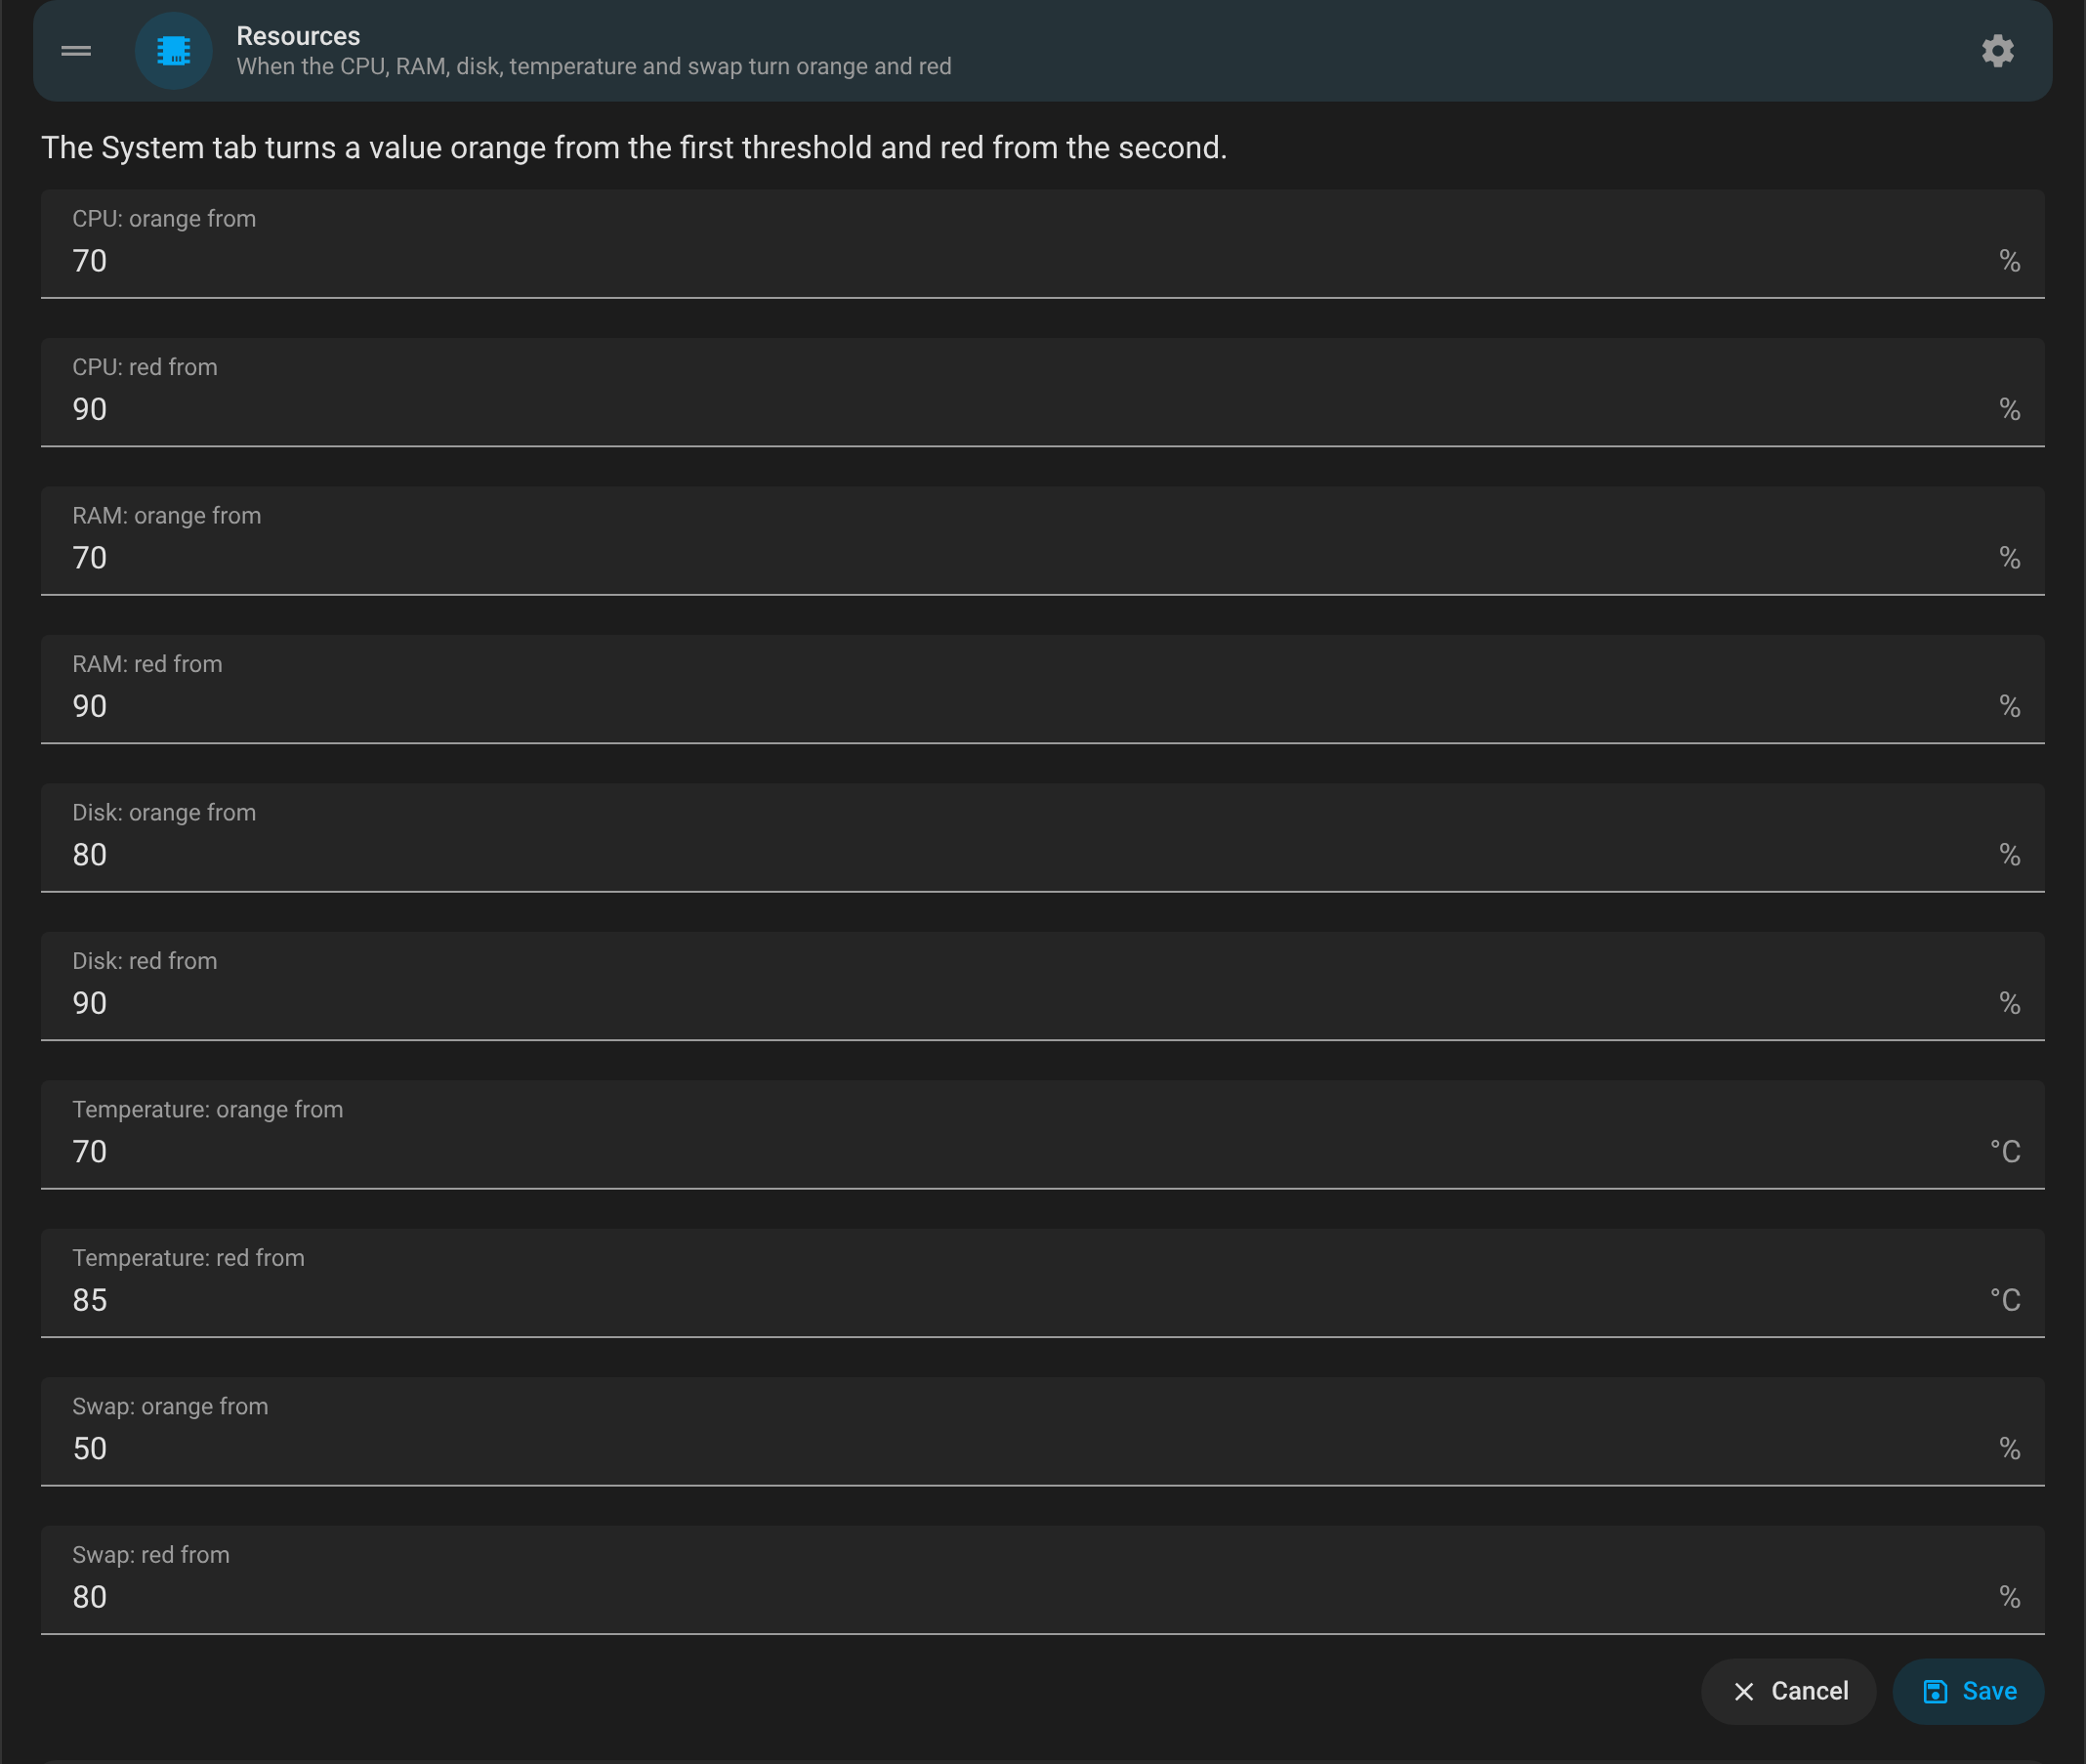 Resources
When the CPU, RAM, disk, temperature and swap turn orange and red
The System tab turns a value orange from the first threshold and red from the second.
CPU: orange from
70 %
CPU: red from
90 %
RAM: orange from
70 %
RAM: red from
90 %
Disk: orange from
80 %
Disk: red from
90 %
Temperature: orange from
70 °C
Temperature: red from
85 °C
Swap: orange from
50 %
Swap: red from
80 %
Cancel Save